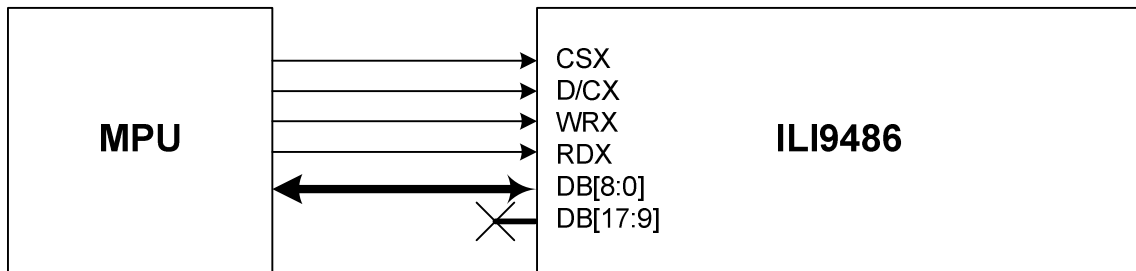 CSX
D/CX
WRX
MPU
ILI9486
RDX
DB[8:0]
DB[17:9]